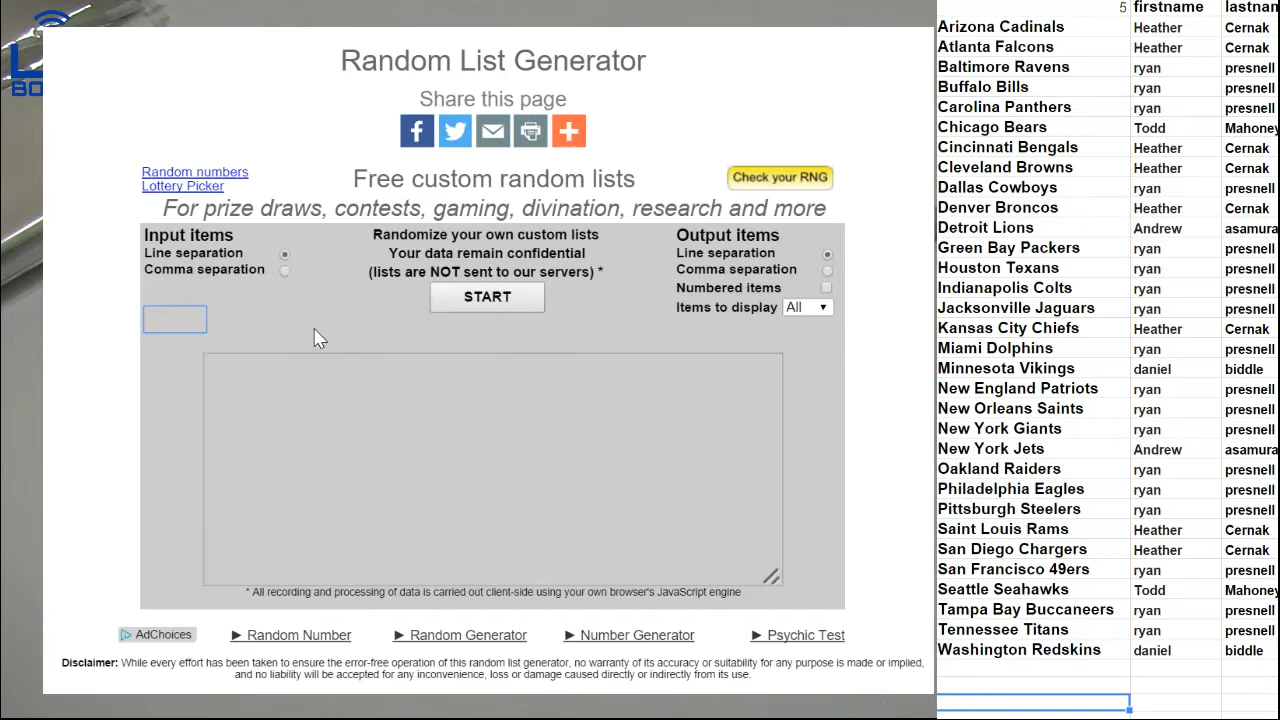 Random List Generator
Share this page
Random numbers
Lottery Picker
Free custom random lists
Check your RNG
For prize draws, contests, gaming, divination, research and more
Input items
Line separation
Comma separation
Randomize your own custom lists
Your data remain confidential
(lists are NOT sent to our servers) *
START
Output items
Line separation
Comma separation
Numbered items
Items to display All
* All recording and processing of data is carried out client-side using your own browser's JavaScript engine
AdChoices
► Random Number
► Random Generator
► Number Generator
► Psychic Test
Disclaimer: While every effort has been taken to ensure the error-free operation of this random list generator, no warranty of its accuracy or suitability for any purpose is made or implied,
and no liability will be accepted for any inconvenience, loss or damage caused directly or indirectly from its use.
5 firstname lastnan
Arizona Cadinals Heather Cernak
Atlanta Falcons Heather Cernak
Baltimore Ravens ryan presnell
Buffalo Bills ryan presnell
Carolina Panthers ryan presnell
Chicago Bears Todd Mahoney
Cincinnati Bengals Heather Cernak
Cleveland Browns Heather Cernak
Dallas Cowboys ryan presnell
Denver Broncos Heather Cernak
Detroit Lions Andrew asamura
Green Bay Packers ryan presnell
Houston Texans ryan presnell
Indianapolis Colts ryan presnell
Jacksonville Jaguars ryan presnell
Kansas City Chiefs Heather Cernak
Miami Dolphins ryan presnell
Minnesota Vikings daniel biddle
New England Patriots ryan presnell
New Orleans Saints ryan presnell
New York Giants ryan presnell
New York Jets Andrew asamura
Oakland Raiders ryan presnell
Philadelphia Eagles ryan presnell
Pittsburgh Steelers ryan presnell
Saint Louis Rams Heather Cernak
San Diego Chargers Heather Cernak
San Francisco 49ers ryan presnell
Seattle Seahawks Todd Mahoney
Tampa Bay Buccaneers ryan presnell
Tennessee Titans ryan presnell
Washington Redskins daniel biddle